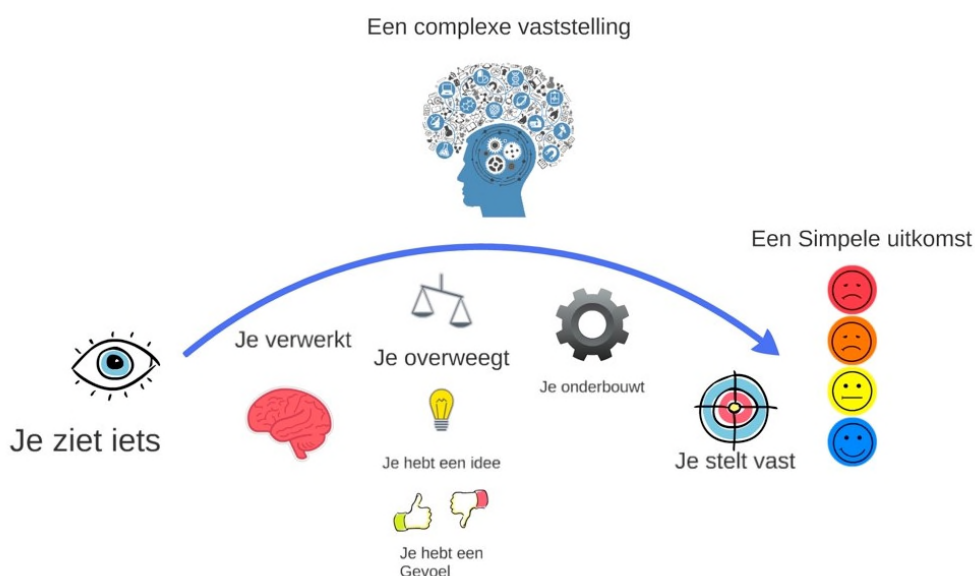 Een complexe vaststelling
Een Simpele uitkomst
Je ziet iets
Je verwerkt
Je overweegt
Je hebt een idee
Je hebt een
Gevoel
Je onderbouwt
Je stelt vast